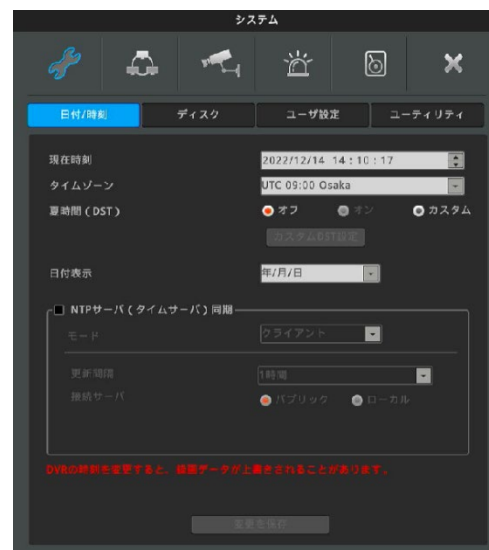 システム
日付/時刻 ディスク ユーザ設定 ユーティリティ
現在時刻 2022/12/14 14 : 10 : 17
タイムゾーン UTC 09:00 Osaka
夏時間 ( DST ) オフ オン カスタム
カスタムDST設定
日付表示 年/月/日
NTPサーバ ( タイムサーバ ) 同期
モード クライアント
更新間隔 1時間
接続サーバ パブリック ローカル
DVRの時刻を変更すると、録画データが上書きされることがあります。
変更を保存